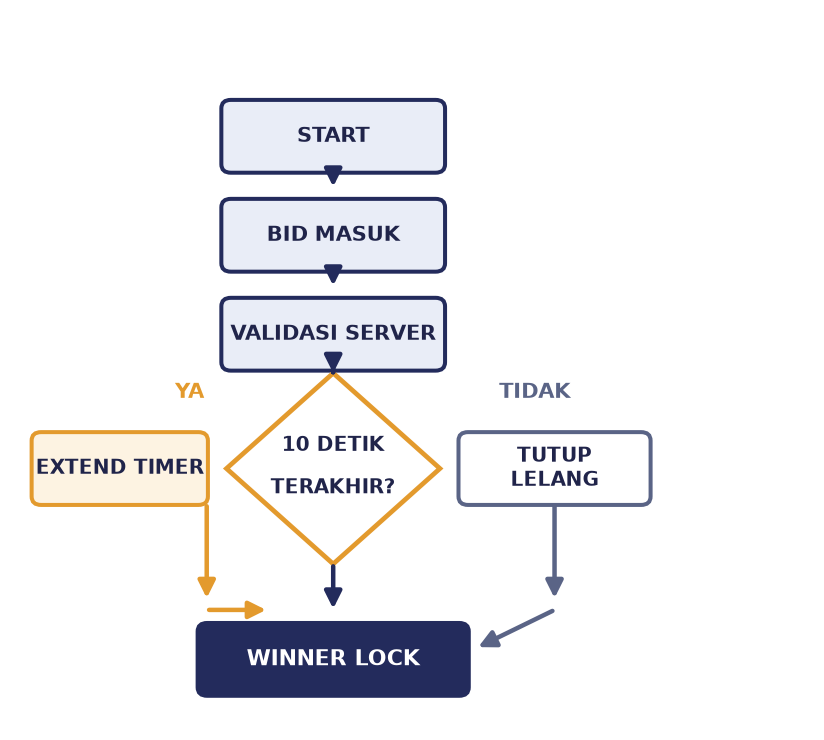 START
BID MASUK
VALIDASI SERVER
YA
TIDAK
10 DETIK
TERAKHIR?
EXTEND TIMER
TUTUP
LELANG
WINNER LOCK